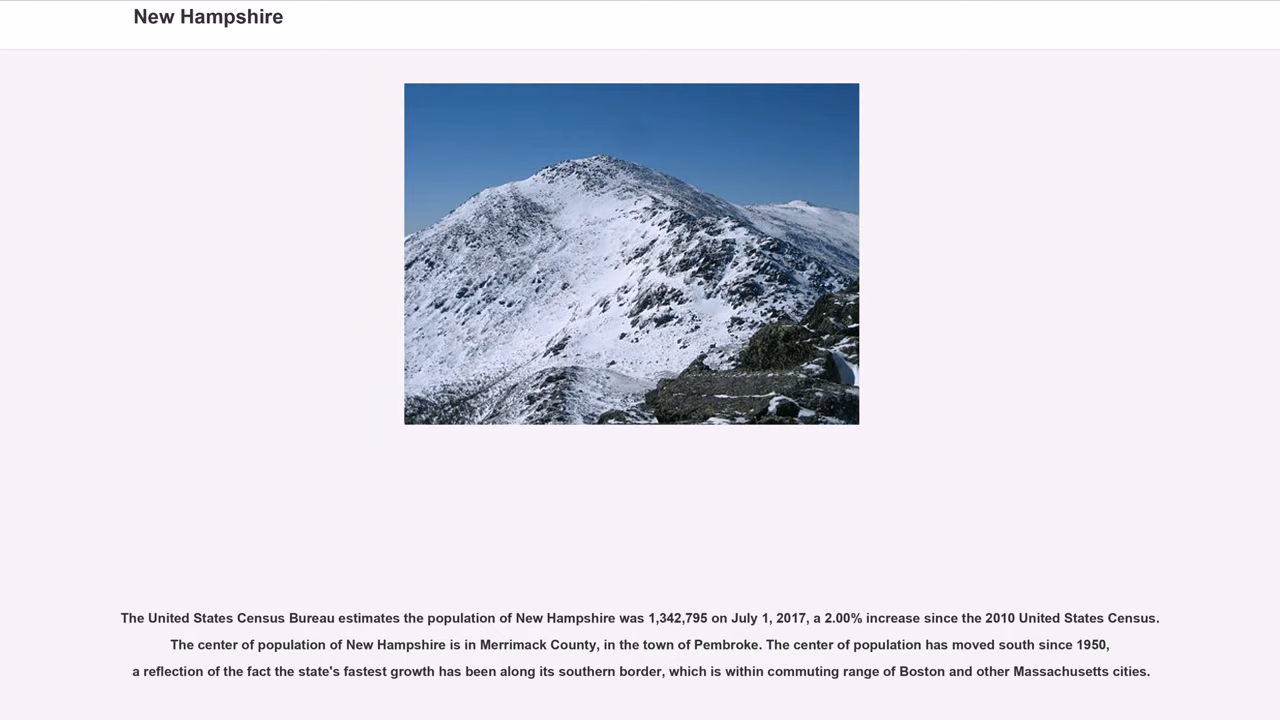 New Hampshire
The United States Census Bureau estimates the population of New Hampshire was 1,342,795 on July 1, 2017, a 2.00% increase since the 2010 United States Census.
The center of population of New Hampshire is in Merrimack County, in the town of Pembroke. The center of population has moved south since 1950,
a reflection of the fact the state's fastest growth has been along its southern border, which is within commuting range of Boston and other Massachusetts cities.